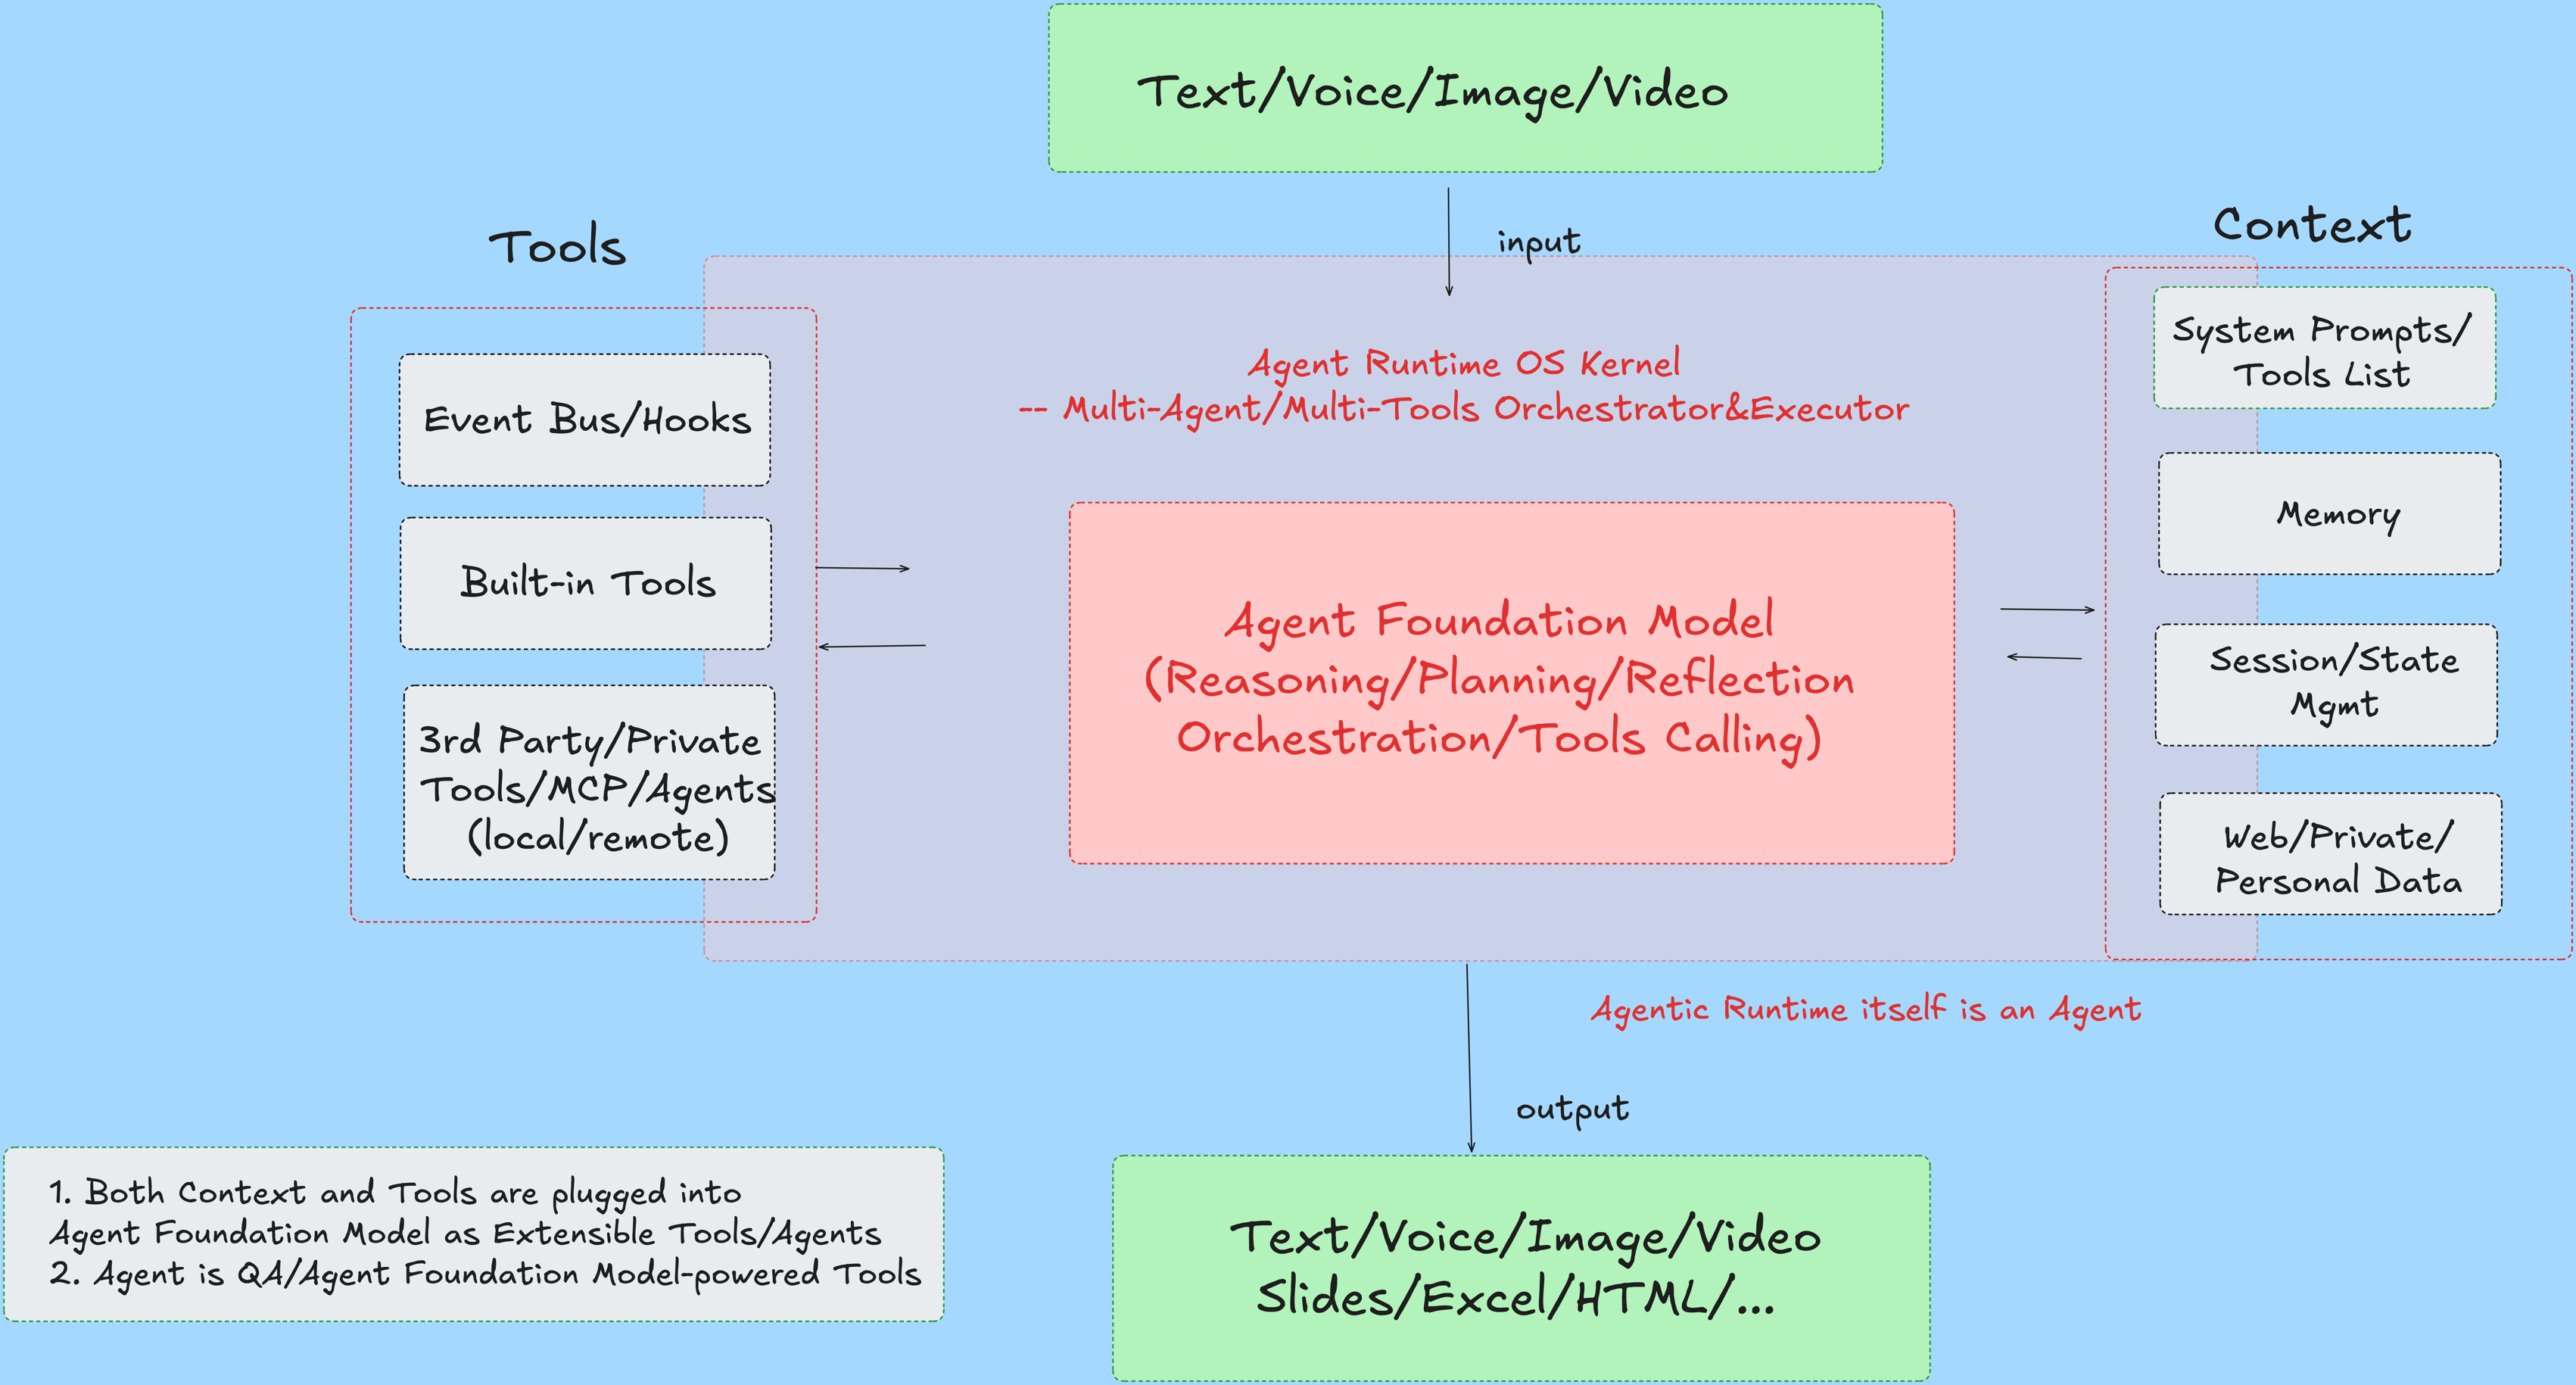 Text/Voice/Image/Video
input
Tools
Context
Agent Runtime OS Kernel
-- Multi-Agent/Multi-Tools Orchestrator&Executor
Event Bus/Hooks
Built-in Tools
3rd Party/Private
Tools/MCP/Agents
(local/remote)
Agent Foundation Model
(Reasoning/Planning/Reflection
Orchestration/Tools Calling)
System Prompts/
Tools List
Memory
Session/State
Mgmt
Web/Private/
Personal Data
Agentic Runtime itself is an Agent
output
1. Both Context and Tools are plugged into
Agent Foundation Model as Extensible Tools/Agents
2. Agent is QA/Agent Foundation Model-powered Tools
Text/Voice/Image/Video
Slides/Excel/HTML/...